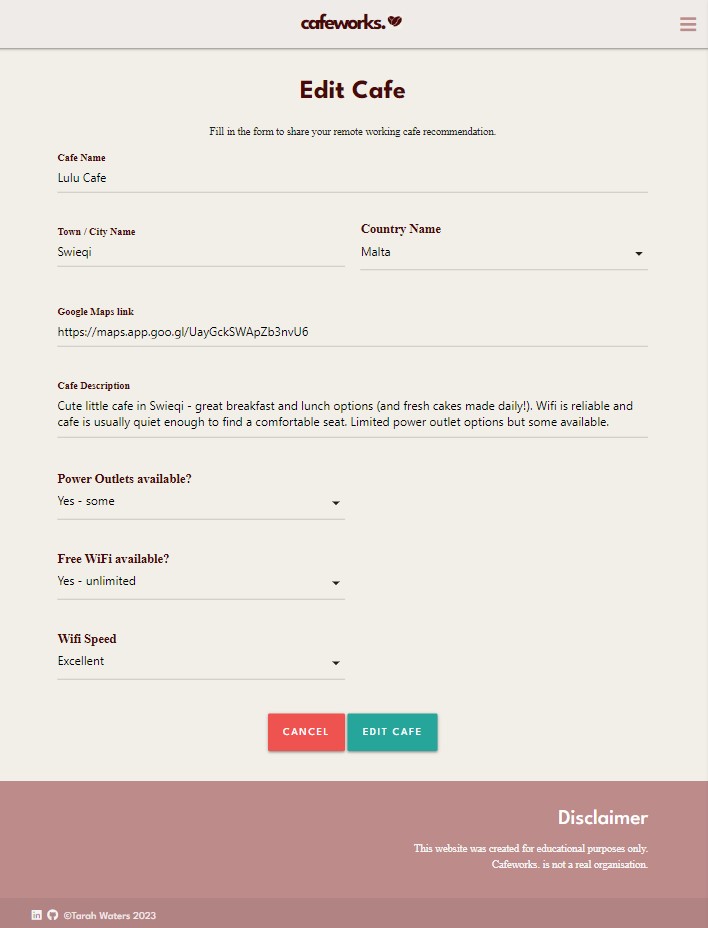 cafeworks.
Edit Cafe
Fill in the form to share your remote working cafe recommendation.
Cafe Name
Lulu Cafe
Town / City Name
Swieqi
Country Name
Malta
Google Maps link
https://maps.app.goo.gl/UayGckSWApZb3nvU6
Cafe Description
Cute little cafe in Swieqi - great breakfast and lunch options (and fresh cakes made daily!). Wifi is reliable and
cafe is usually quiet enough to find a comfortable seat. Limited power outlet options but some available.
Power Outlets available?
Yes - some
Free WiFi available?
Yes - unlimited
Wifi Speed
Excellent
CANCEL EDIT CAFE
Disclaimer
This website was created for educational purposes only.
Cafeworks. is not a real organisation.
©Tarah Waters 2023